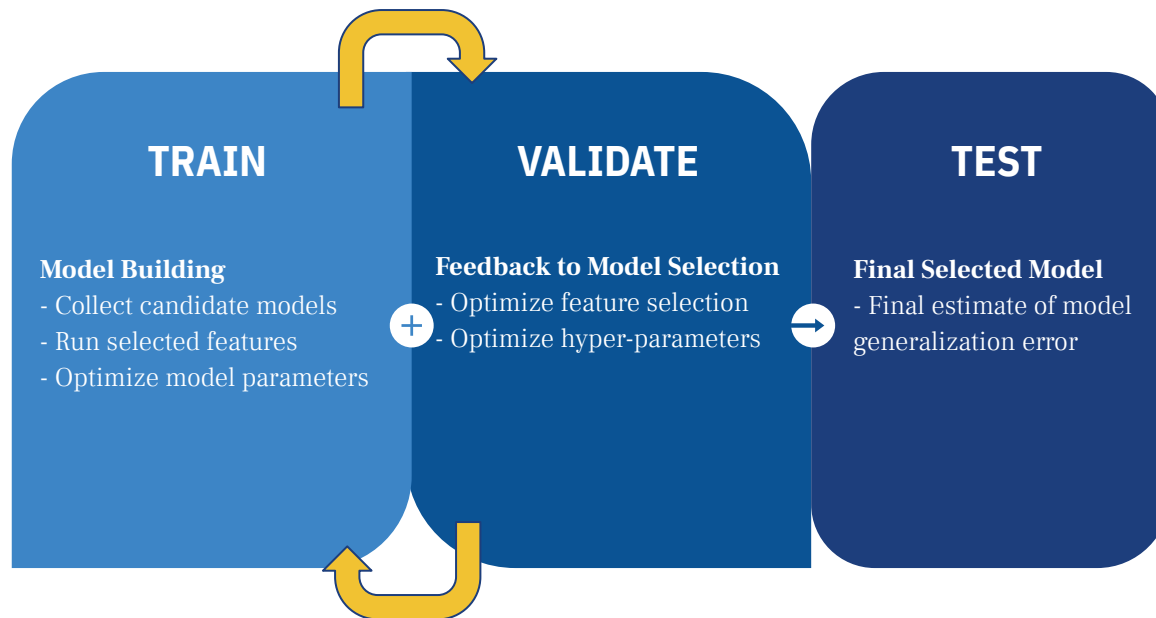 TRAIN
Model Building
- Collect candidate models
- Run selected features
- Optimize model parameters
+
VALIDATE
Feedback to Model Selection
- Optimize feature selection
- Optimize hyper-parameters
TEST
Final Selected Model
- Final estimate of model
generalization error